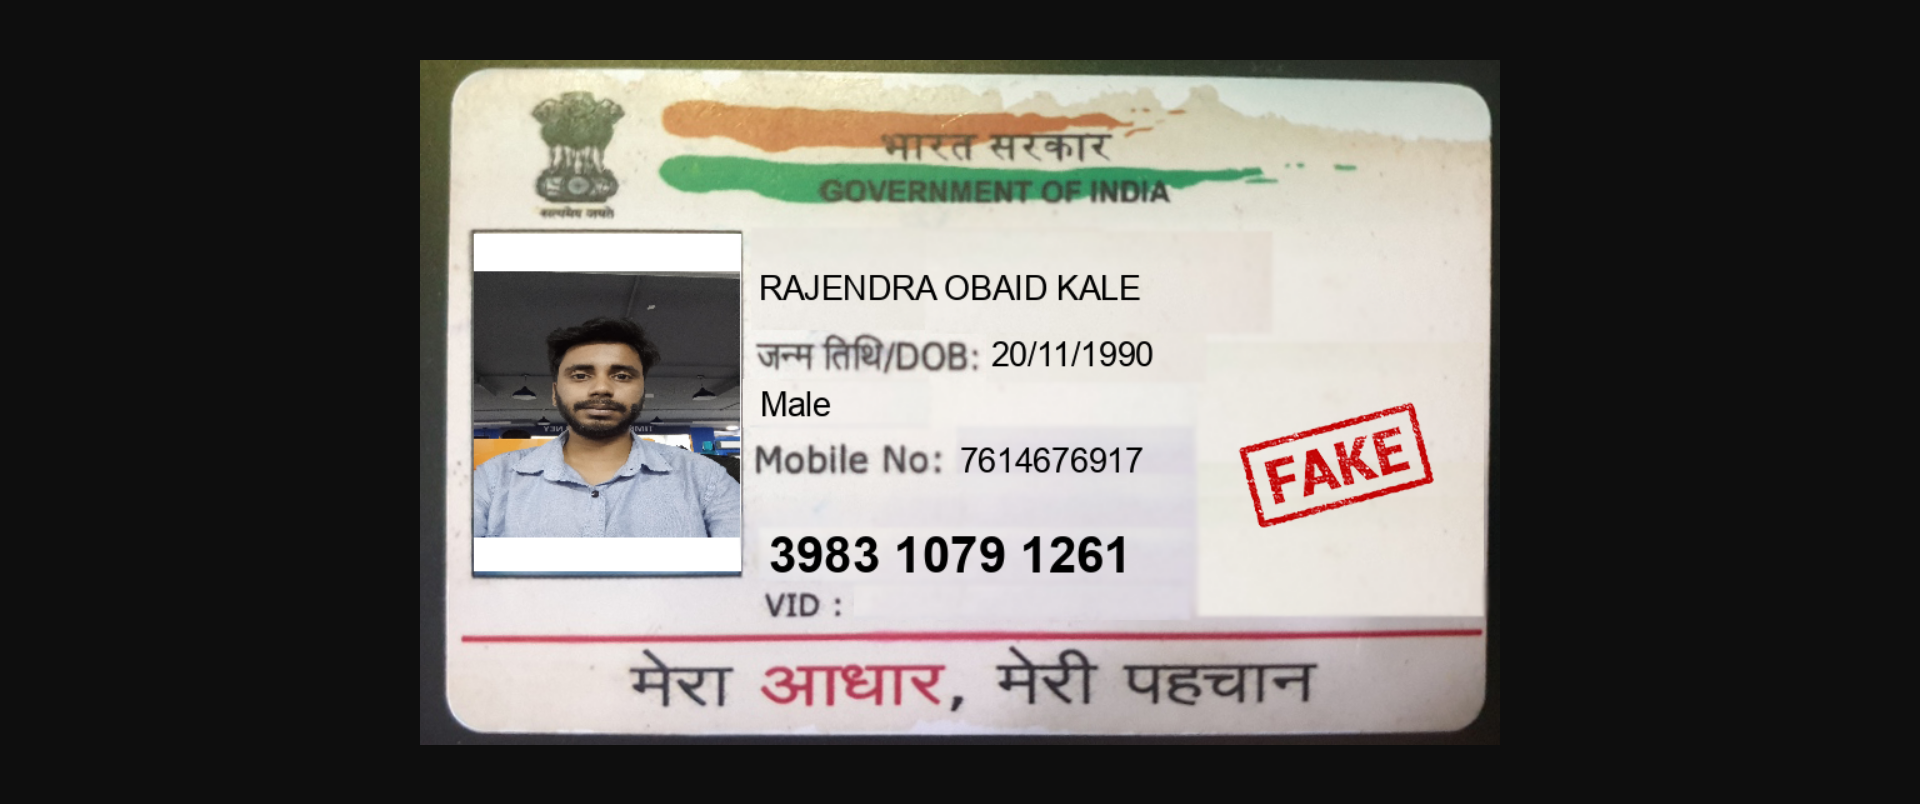 सत्यमेव जयते
भारत सरकार
GOVERNMENT OF INDIA
RAJENDRA OBAID KALE
जन्म तिथि/DOB: 20/11/1990
Male
Mobile No: 7614676917
FAKE
3983 1079 1261
VID :
मेरा आधार, मेरी पहचान